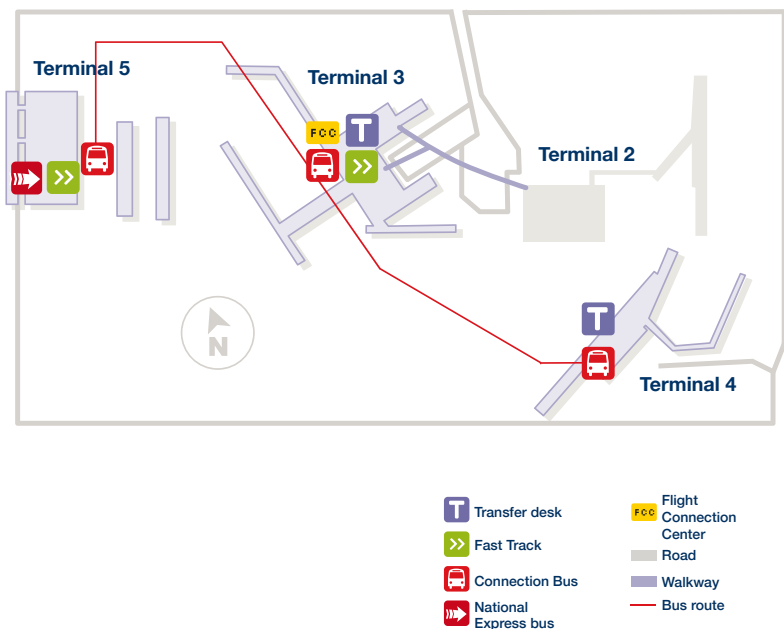 Terminal 5
Terminal 3
FCC
T
Terminal 2
T
Terminal 4
N
T Transfer desk
Fast Track
Connection Bus
National
Express bus
FCC Flight
Connection
Center
Road
Walkway
Bus route